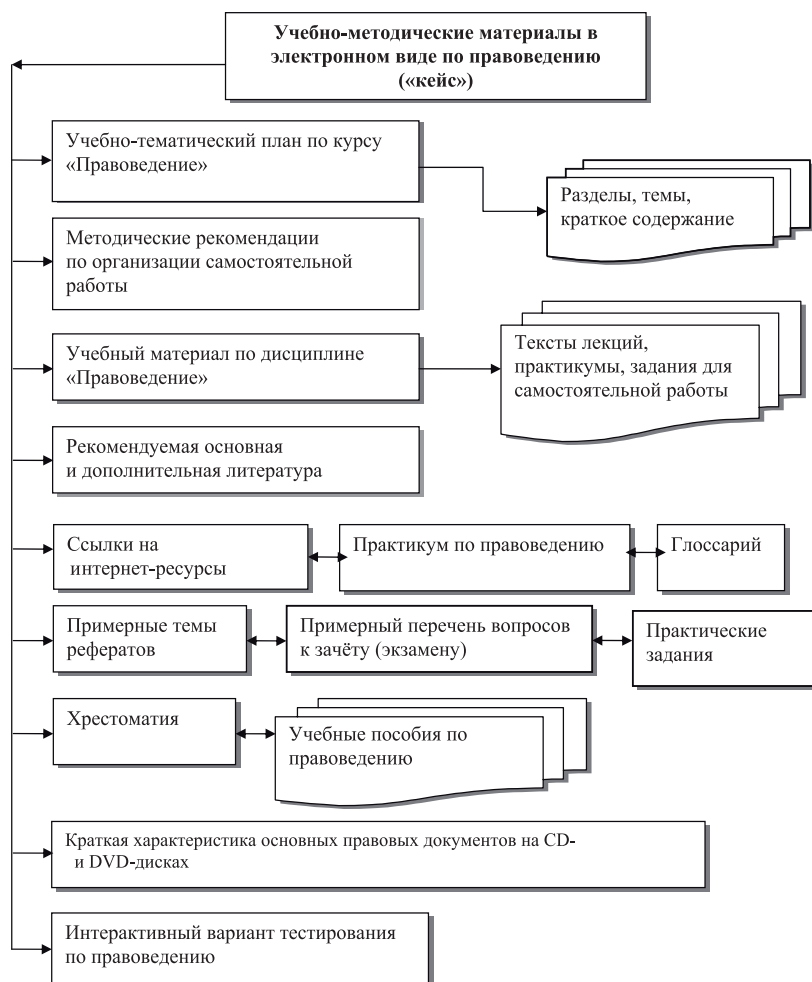 Учебно-методические материалы в
электронном виде по правоведению
(«кейс»)
Учебно-тематический план по курсу
«Правоведение»
Разделы, темы,
краткое содержание
Методические рекомендации
по организации самостоятельной
работы
Учебный материал по дисциплине
«Правоведение»
Тексты лекций,
практикумы, задания для
самостоятельной работы
Рекомендуемая основная
и дополнительная литература
Ссылки на
интернет-ресурсы
Практикум по правоведению
Глоссарий
Примерные темы
рефератов
Примерный перечень вопросов
к зачёту (экзамену)
Практические
задания
Хрестоматия
Учебные пособия по
правоведению
Краткая характеристика основных правовых документов на CD-
и DVD-дисках
Интерактивный вариант тестирования
по правоведению